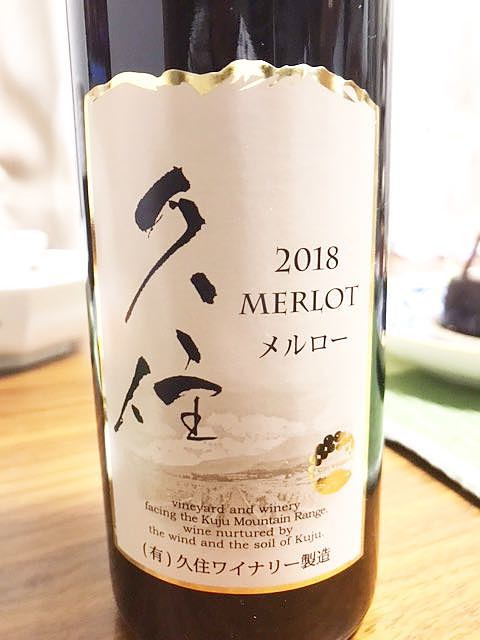 久住
2018
MERLOT
メルロー
vineyard and winery
facing the Kuju Mountain Range.
wine nurtured by
the wind and the soil of Kuju.
(有)久住ワイナリー製造